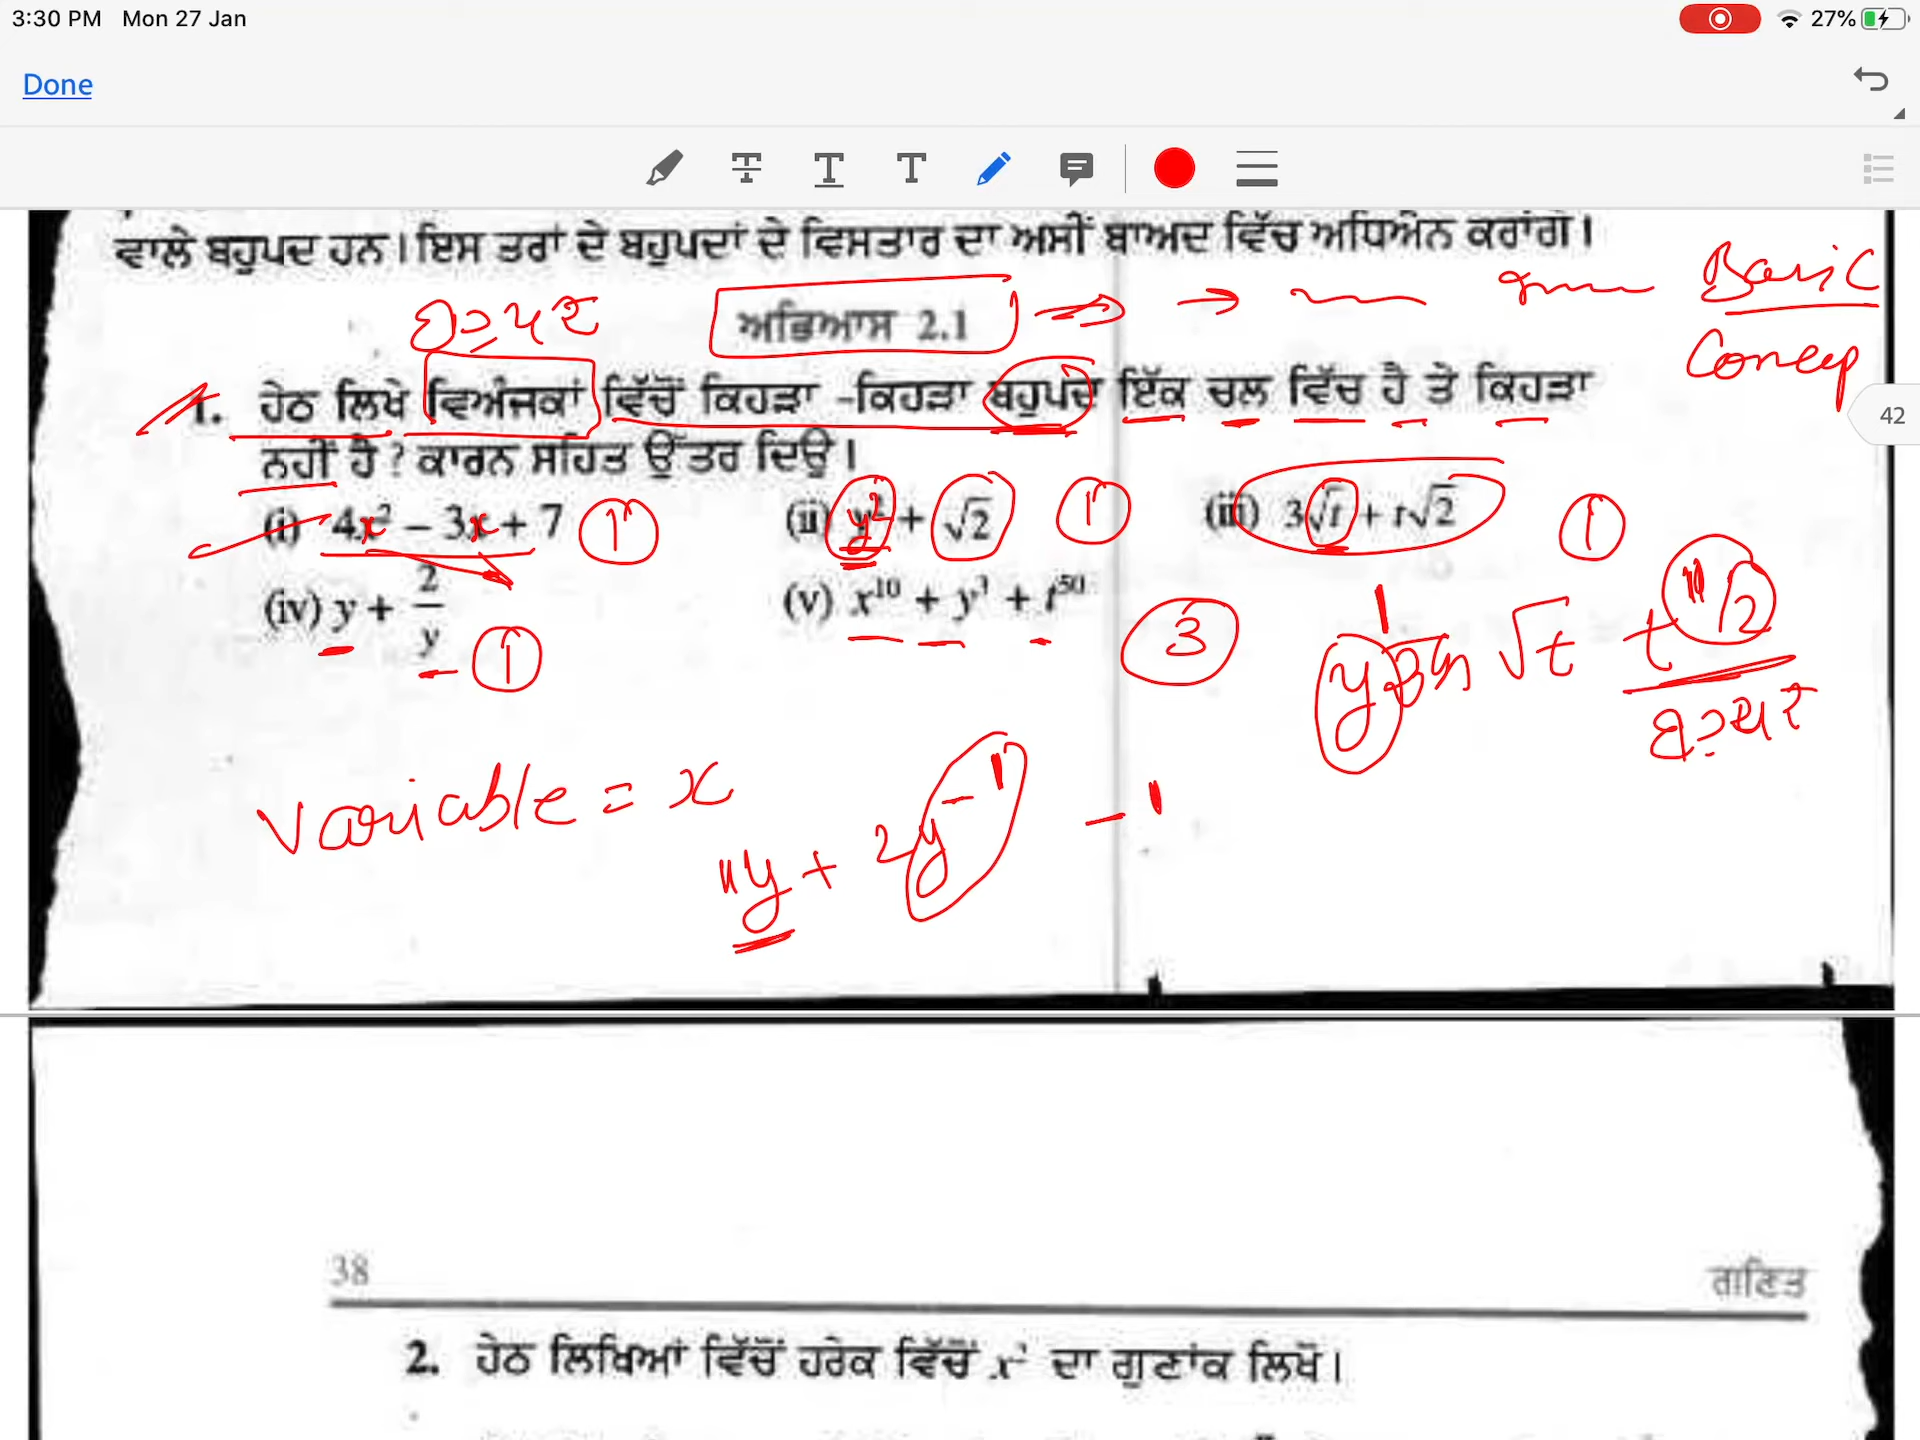 3:30 PM Mon 27 Jan
27%
Done
ਵਾਲੇ ਬਹੁਪਦ ਹਨ। ਇਸ ਤਰਾਂ ਦੇ ਬਹੁਪਦਾਂ ਦੇ ਵਿਸਤਾਰ ਦਾ ਅਸੀਂ ਬਾਅਦ ਵਿੱਚ ਅਧਿਐਨ ਕਰਾਂਗੇ।
Basic
ਅਭਿਆਸ 2.1
Concep
1. ਹੇਠ ਲਿਖੇ ਵਿਅੰਜਕਾਂ ਵਿੱਚੋਂ ਕਿਹੜਾ -ਕਿਹੜਾ ਬਹੁਪਦ ਇੱਕ ਚਲ ਵਿੱਚ ਹੈ ਤੇ ਕਿਹੜਾ
42
ਨਹੀਂ ਹੈ? ਕਾਰਨ ਸਹਿਤ ਉੱਤਰ ਦਿਉ।
(i) 4x² – 3x + 7 1 (ii) y² + √2 1 (iii) 3√t + t√2 1
(iv) y + 2/y 1 (v) x¹⁰ + y³ + t⁵⁰ 3
√t t 1/2
variable = x
y + 2y⁻¹ -1
38 ਗਣਿਤ
2. ਹੇਠ ਲਿਖਿਆਂ ਵਿੱਚੋਂ ਹਰੇਕ ਵਿੱਚੋਂ x² ਦਾ ਗੁਣਾਂਕ ਲਿਖੋ।